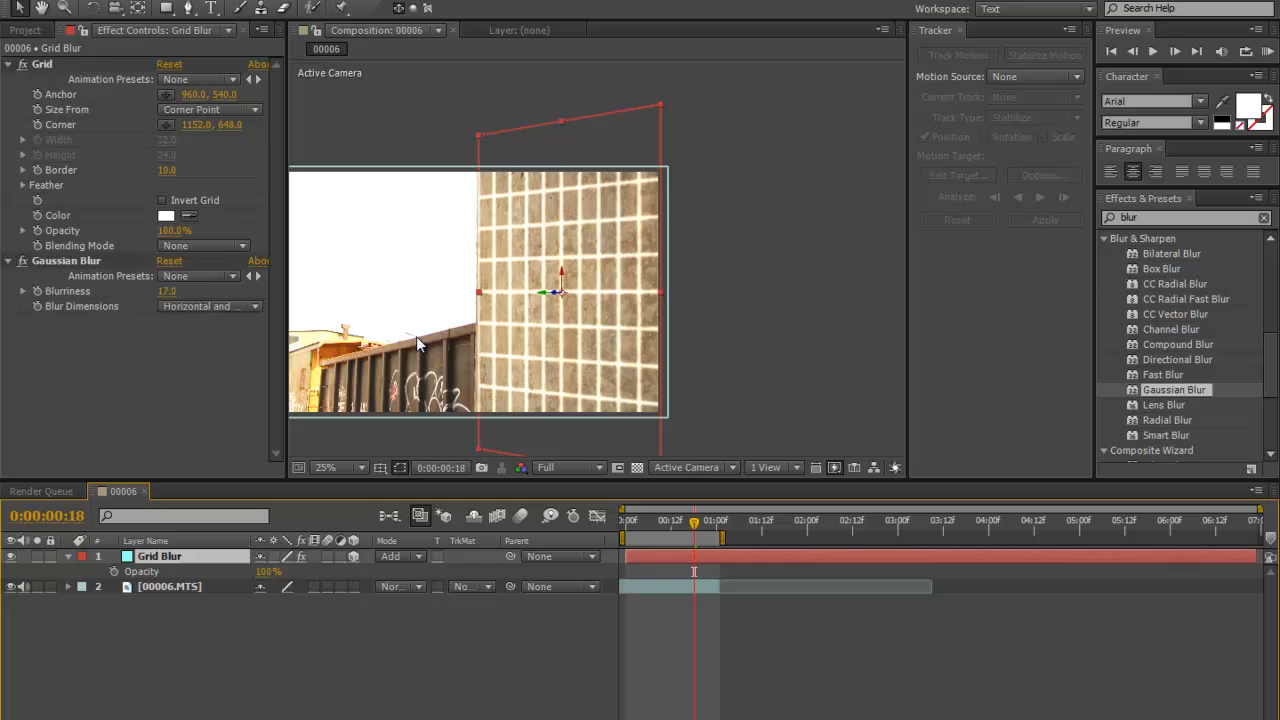 Workspace: Text
Search Help
Project
Effect Controls: Grid Blur
Composition: 00006
Layer: (none)
Tracker
Preview
00006 • Grid Blur
00006
Grid
Reset
Abou
Animation Presets: None
Anchor
960.0, 540.0
Size From
Corner Point
Corner
1152.0, 648.0
Width
32.0
Height
24.0
Border
10.0
Feather
Invert Grid
Color
Opacity
100.0%
Blending Mode
None
Gaussian Blur
Reset
Abou
Animation Presets: None
Blurriness
17.0
Blur Dimensions
Horizontal and ...
Active Camera
25%
0:00:00:18
Full
Active Camera
1 View
Track Motion
Stabilize Motion
Motion Source: None
Current Track: None
Track Type: Stabilize
Position
Rotation
Scale
Motion Target:
Edit Target...
Options...
Analyze:
Reset
Apply
Character
Arial
Regular
Paragraph
Effects & Presets
blur
Blur & Sharpen
Bilateral Blur
Box Blur
CC Radial Blur
CC Radial Fast Blur
CC Vector Blur
Channel Blur
Compound Blur
Directional Blur
Fast Blur
Gaussian Blur
Lens Blur
Radial Blur
Smart Blur
Composite Wizard
Render Queue
00006
0:00:00:18
0:00f
00:12f
01:00f
01:12f
02:00f
02:12f
03:00f
03:12f
04:00f
04:12f
05:00f
05:12f
06:00f
06:12f
07:0
#
Layer Name
Mode
T
TrkMat
Parent
1
Grid Blur
Add
None
Opacity
100%
2
[00006.MTS]
Nor...
No...
None